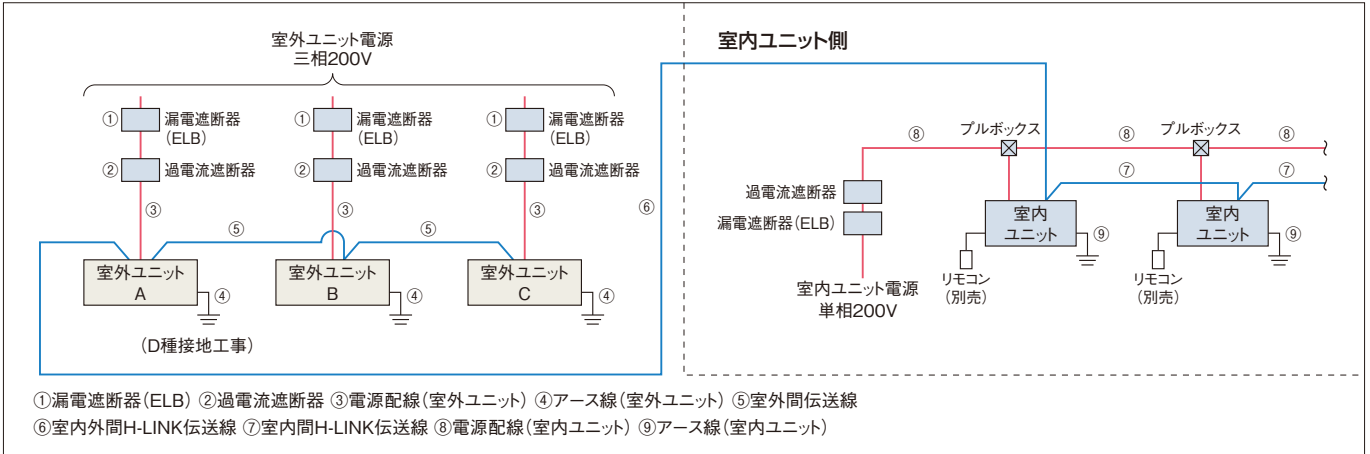 室外ユニット電源
三相200V
① 漏電遮断器
(ELB)
① 漏電遮断器
(ELB)
① 漏電遮断器
(ELB)
② 過電流遮断器
② 過電流遮断器
② 過電流遮断器
③
③
③
⑥
⑤
⑤
室外ユニット
A
④
室外ユニット
B
④
室外ユニット
C
④
(D種接地工事)
室内ユニット側
⑧
プルボックス
⑧
プルボックス
⑧
⑦
⑦
過電流遮断器
漏電遮断器(ELB)
室内ユニット電源
単相200V
室内
ユニット
⑨
リモコン
(別売)
室内
ユニット
⑨
リモコン
(別売)
①漏電遮断器(ELB) ②過電流遮断器 ③電源配線(室外ユニット) ④アース線(室外ユニット) ⑤室外間伝送線
⑥室内外間H-LINK伝送線 ⑦室内間H-LINK伝送線 ⑧電源配線(室内ユニット) ⑨アース線(室内ユニット)